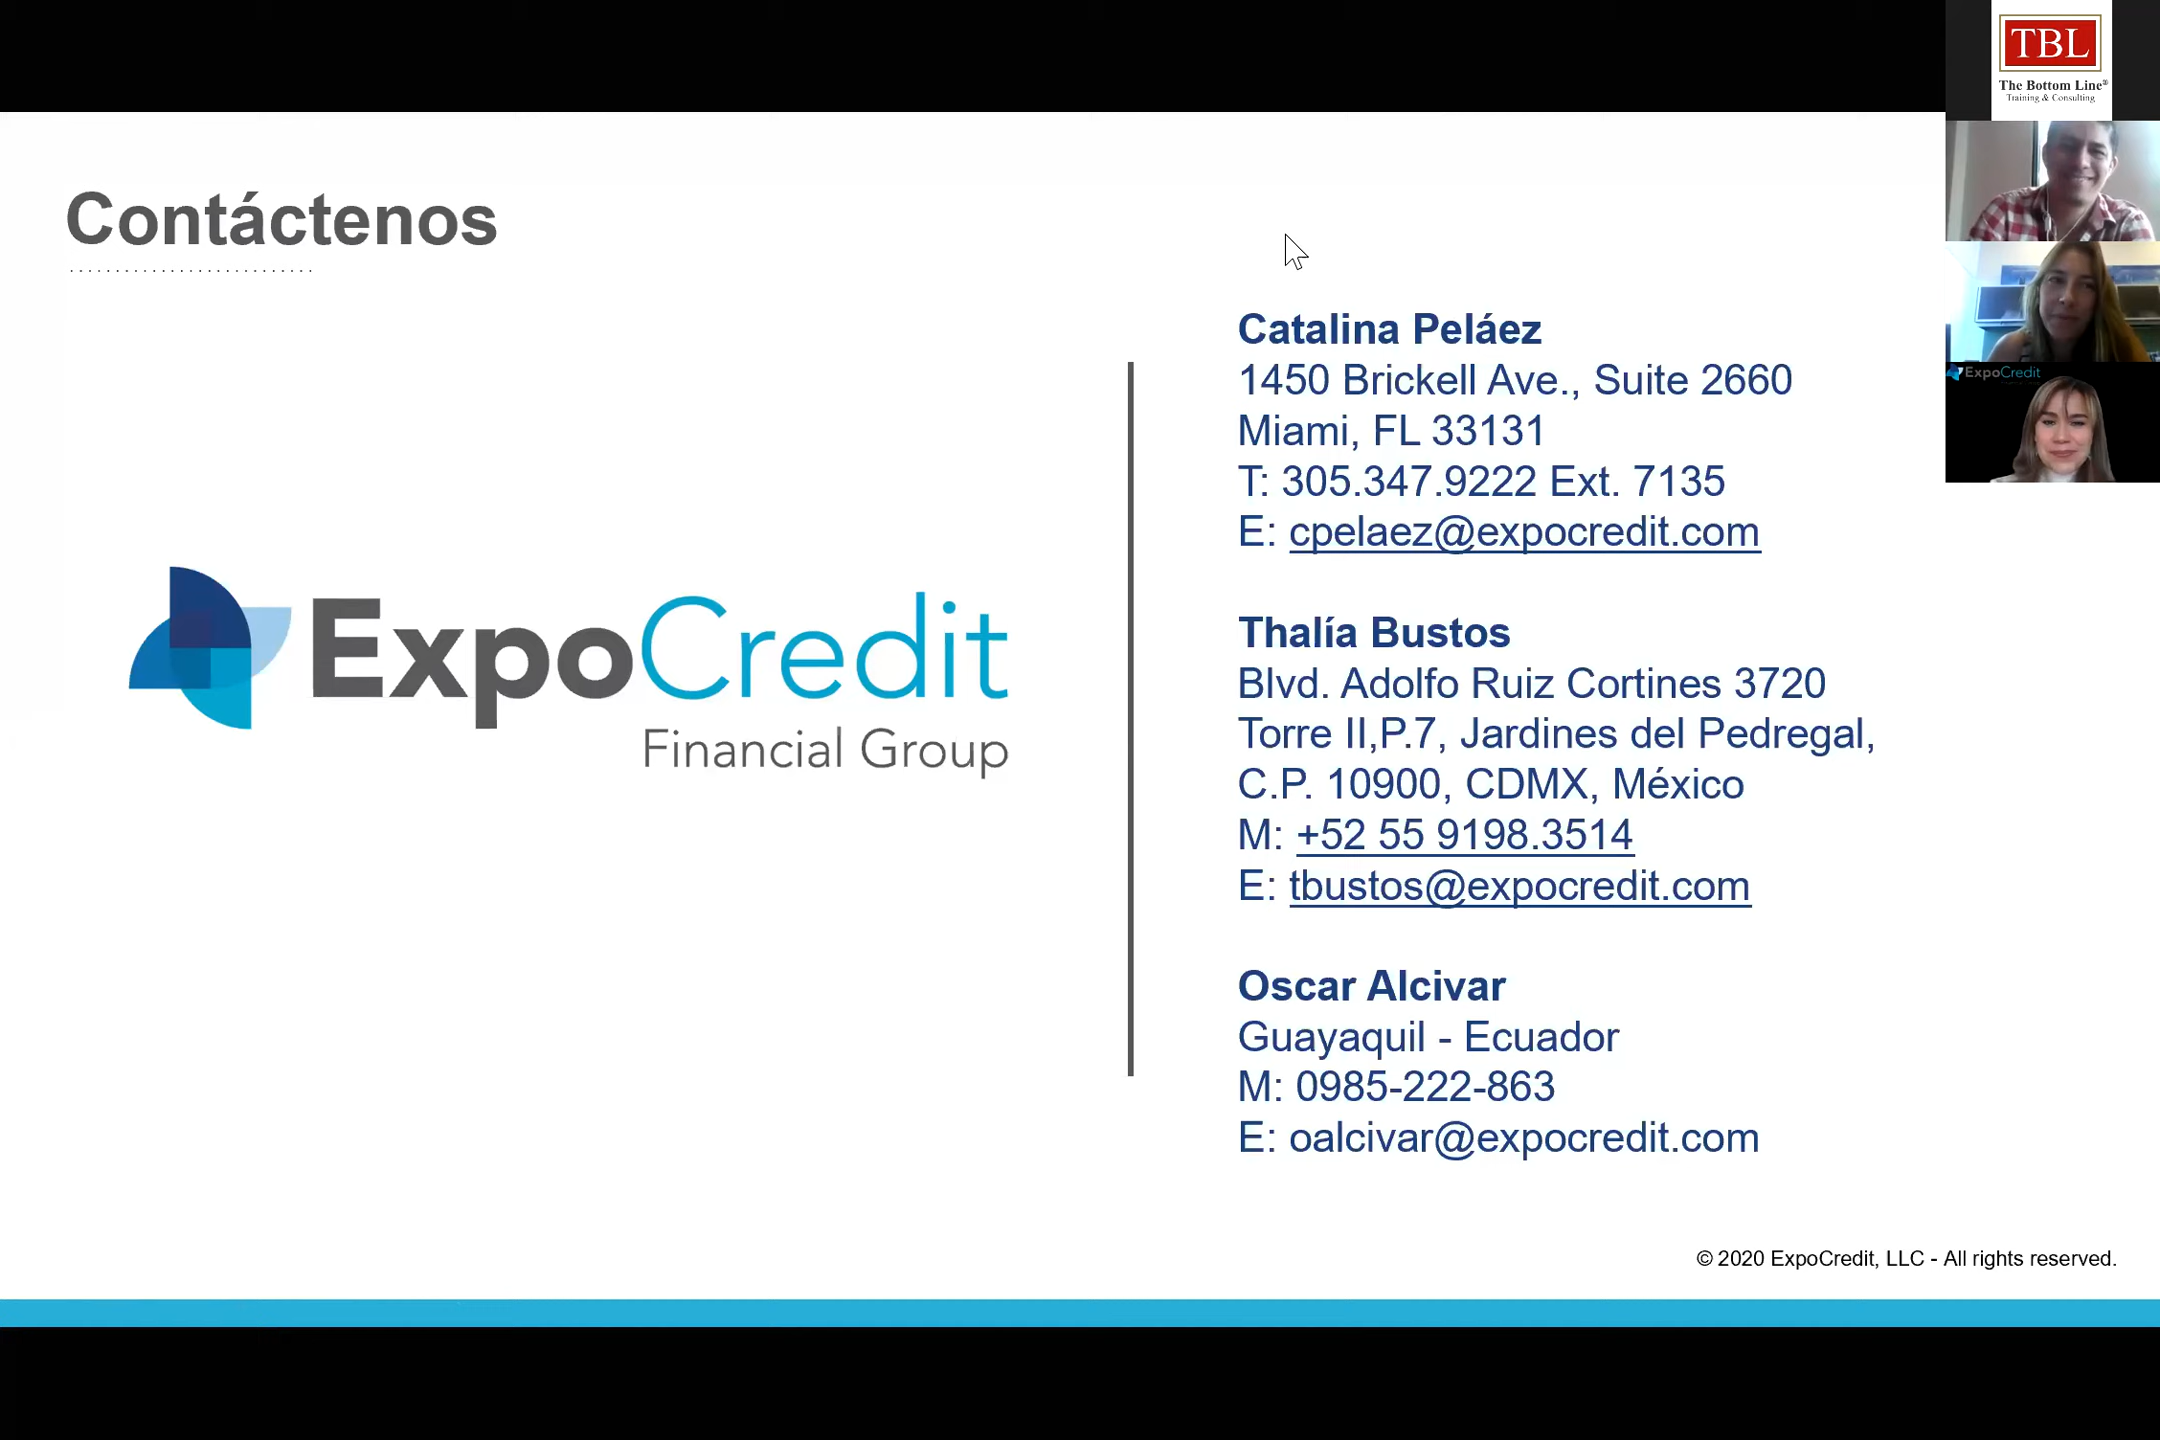 TBL
The Bottom Line®
Training & Consulting
Contáctenos
ExpoCredit
Financial Group
Catalina Peláez
1450 Brickell Ave., Suite 2660
Miami, FL 33131
T: 305.347.9222 Ext. 7135
E: cpelaez@expocredit.com
Thalía Bustos
Blvd. Adolfo Ruiz Cortines 3720
Torre II,P.7, Jardines del Pedregal,
C.P. 10900, CDMX, México
M: +52 55 9198.3514
E: tbustos@expocredit.com
Oscar Alcivar
Guayaquil - Ecuador
M: 0985-222-863
E: oalcivar@expocredit.com
ExpoCredit
© 2020 ExpoCredit, LLC - All rights reserved.